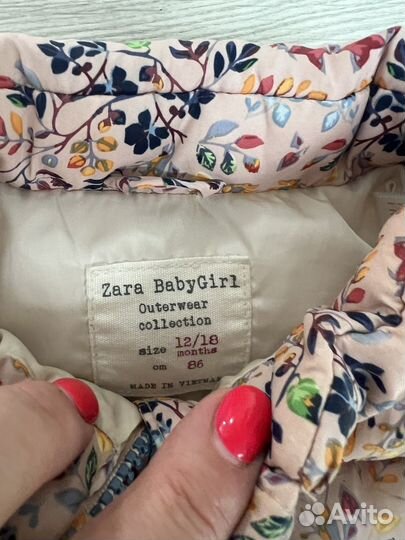 Zara BabyGirl
Outerwear
collection
size 12/18
months
cm 86
MADE IN VIETNAM
Avito